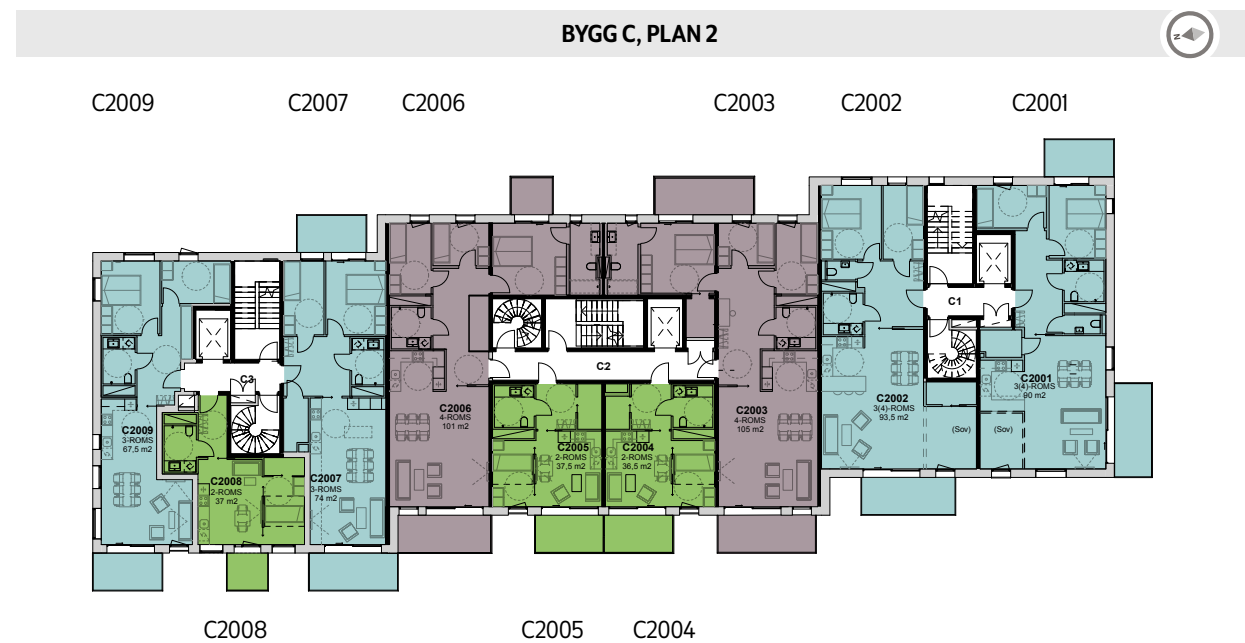 BYGG C, PLAN 2
N
C2009
C2007
C2006
C2003
C2002
C2001
C1
C2
C3
C2001
3(4)-ROMS
90 m2
C2002
3(4)-ROMS
93,5 m2
(Sov)
(Sov)
C2006
4-ROMS
101 m2
C2003
4-ROMS
105 m2
C2009
3-ROMS
67,5 m2
C2005
2-ROMS
37,5 m2
C2004
2-ROMS
36,5 m2
C2008
2-ROMS
37 m2
C2007
3-ROMS
74 m2
C2008
C2005
C2004